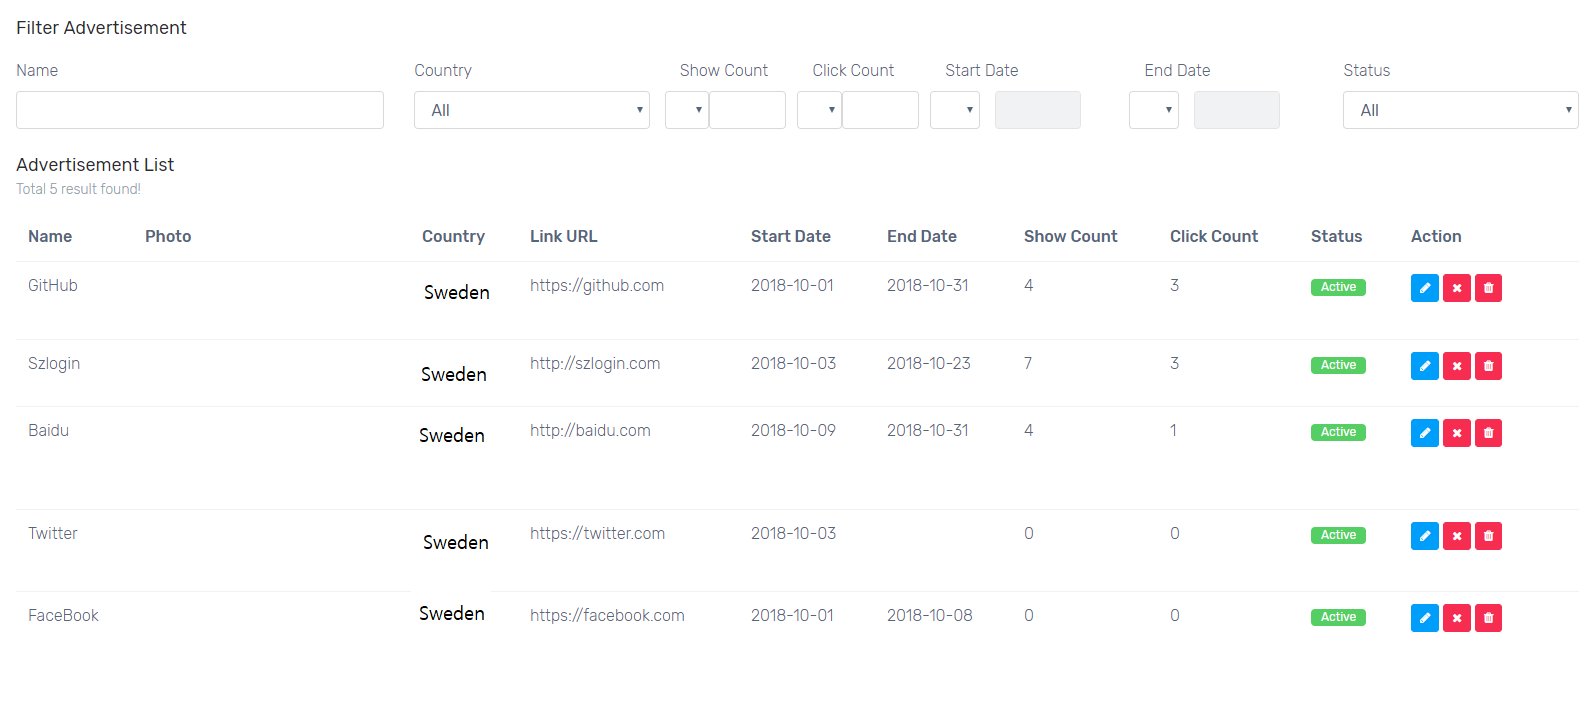 Filter Advertisement
Name Country Show Count Click Count Start Date End Date Status
All All
Advertisement List
Total 5 result found!
Name Photo Country Link URL Start Date End Date Show Count Click Count Status Action
GitHub Sweden https://github.com 2018-10-01 2018-10-31 4 3 Active
Szlogin Sweden http://szlogin.com 2018-10-03 2018-10-23 7 3 Active
Baidu Sweden http://baidu.com 2018-10-09 2018-10-31 4 1 Active
Twitter Sweden https://twitter.com 2018-10-03 0 0 Active
FaceBook Sweden https://facebook.com 2018-10-01 2018-10-08 0 0 Active